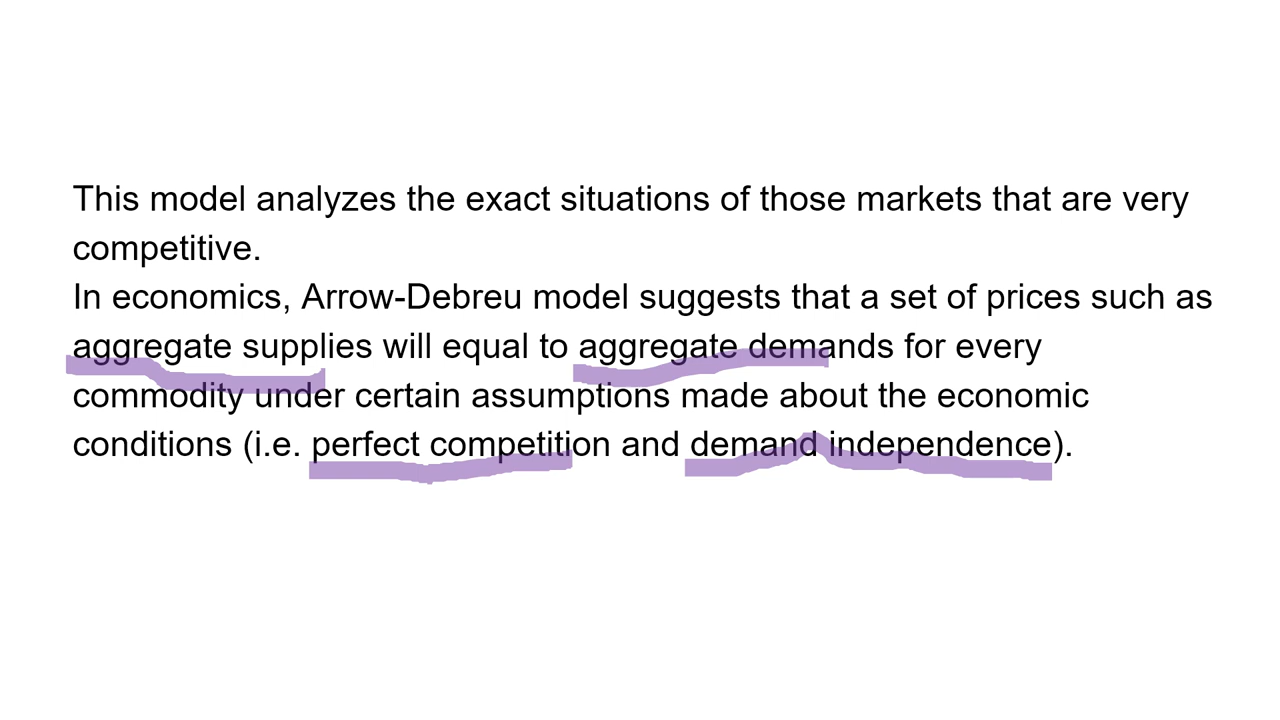 This model analyzes the exact situations of those markets that are very
competitive.
In economics, Arrow-Debreu model suggests that a set of prices such as
aggregate supplies will equal to aggregate demands for every
commodity under certain assumptions made about the economic
conditions (i.e. perfect competition and demand independence).